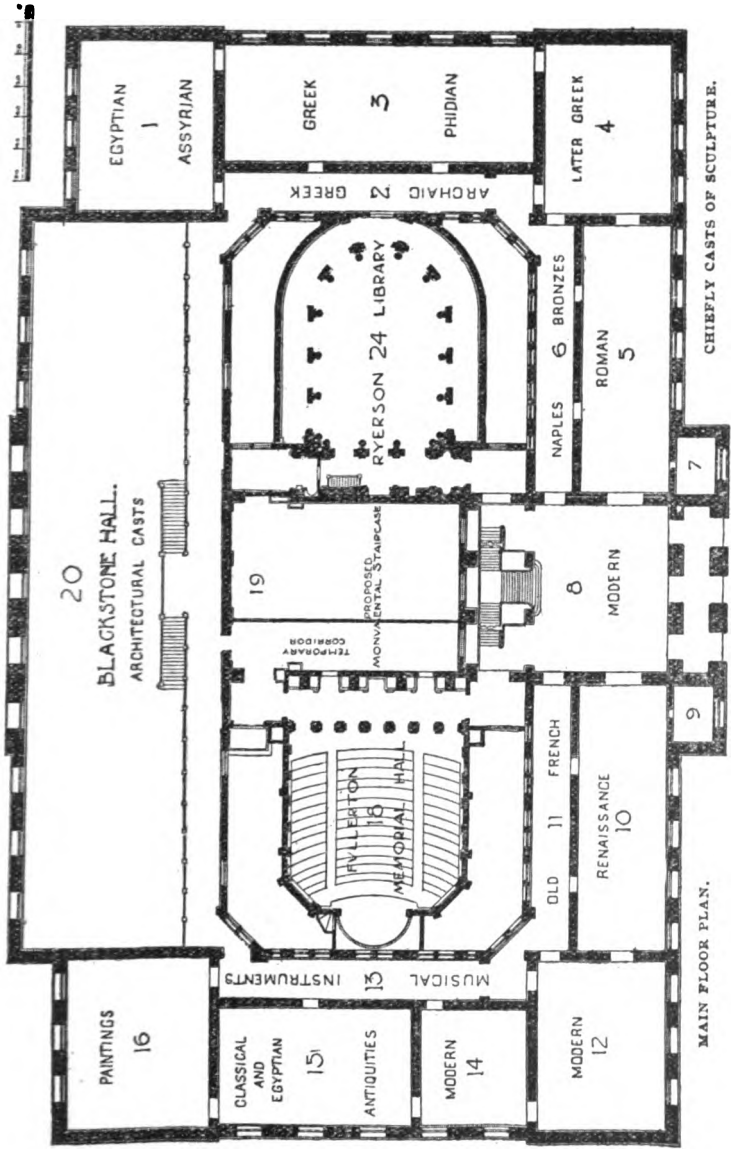 EGYPTIAN
1
ASSYRIAN
GREEK
3
PHIDIAN
LATER GREEK
4
ARCHAIC 2 GREEK
20
BLACKSTONE HALL.
ARCHITECTURAL CASTS
RYERSON 24 LIBRARY
NAPLES 6 BRONZES
ROMAN
5
7
19
PROPOSED
MONVMENTAL STAIRCASE
TEMPORARY
CORRIDOR
8
MODERN
9
FVLLERTON
18
MEMORIAL HALL
OLD 11 FRENCH
RENAISSANCE
10
MUSICAL 13 INSTRUMENTS
PAINTINGS
16
CLASSICAL
AND
EGYPTIAN
15
ANTIQUITIES
MODERN
14
MODERN
12
MAIN FLOOR PLAN.
CHIEFLY CASTS OF SCULPTURE.